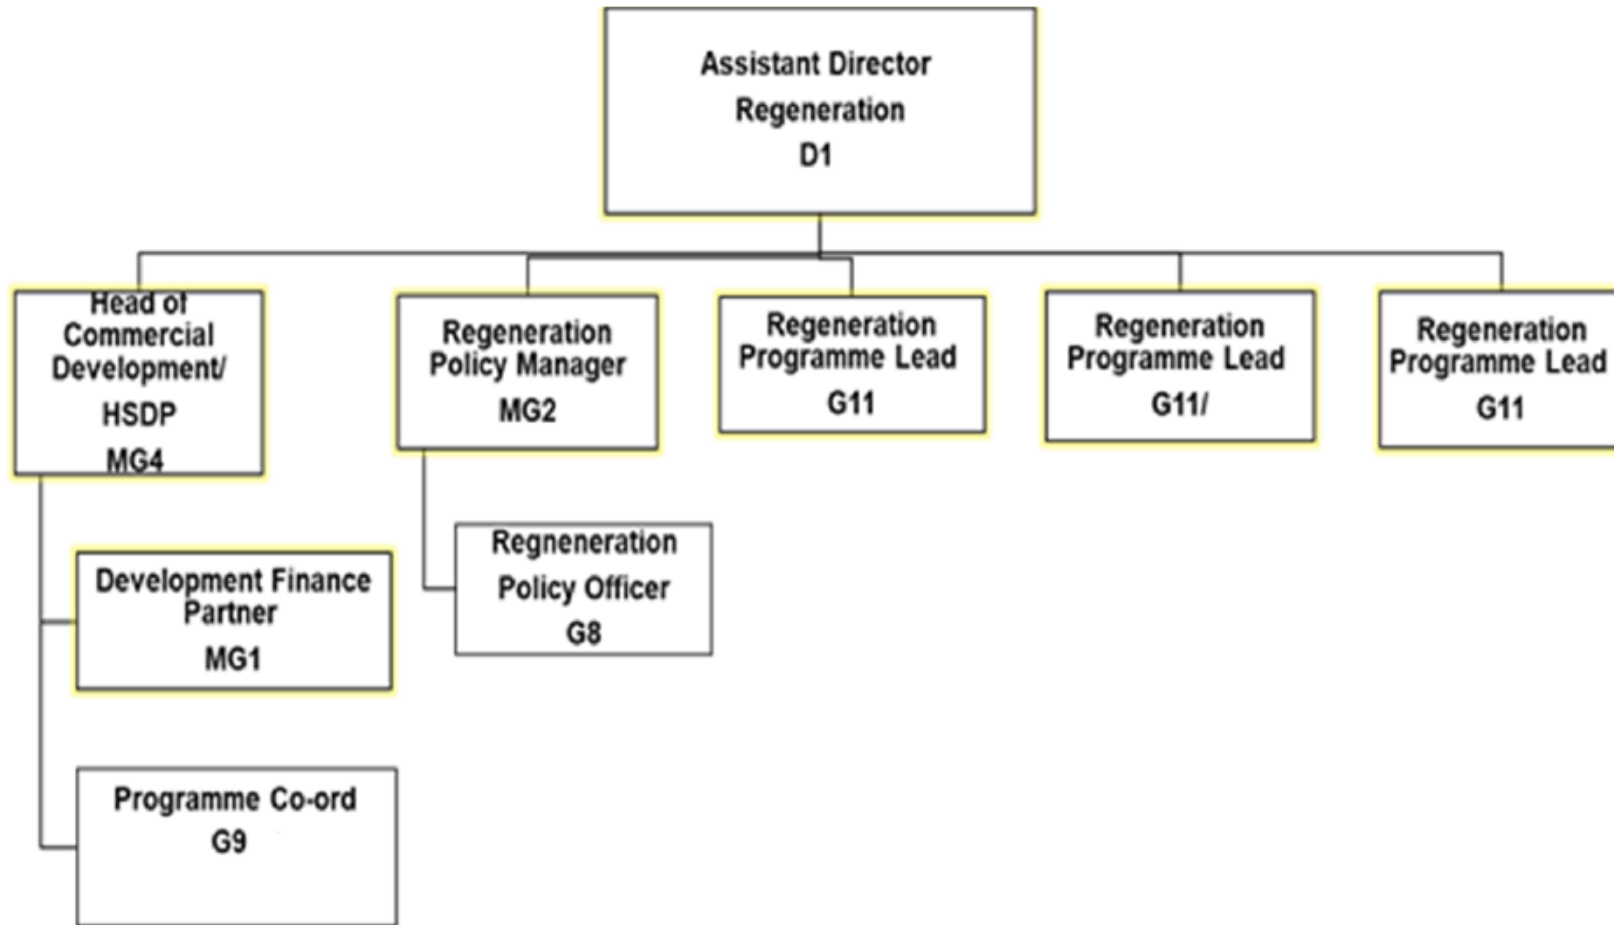 Assistant Director
Regeneration
D1
Head of
Commercial
Development/
HSDP
MG4
Regeneration
Policy Manager
MG2
Regeneration
Programme Lead
G11
Regeneration
Programme Lead
G11/
Regeneration
Programme Lead
G11
Development Finance
Partner
MG1
Regneneration
Policy Officer
G8
Programme Co-ord
G9